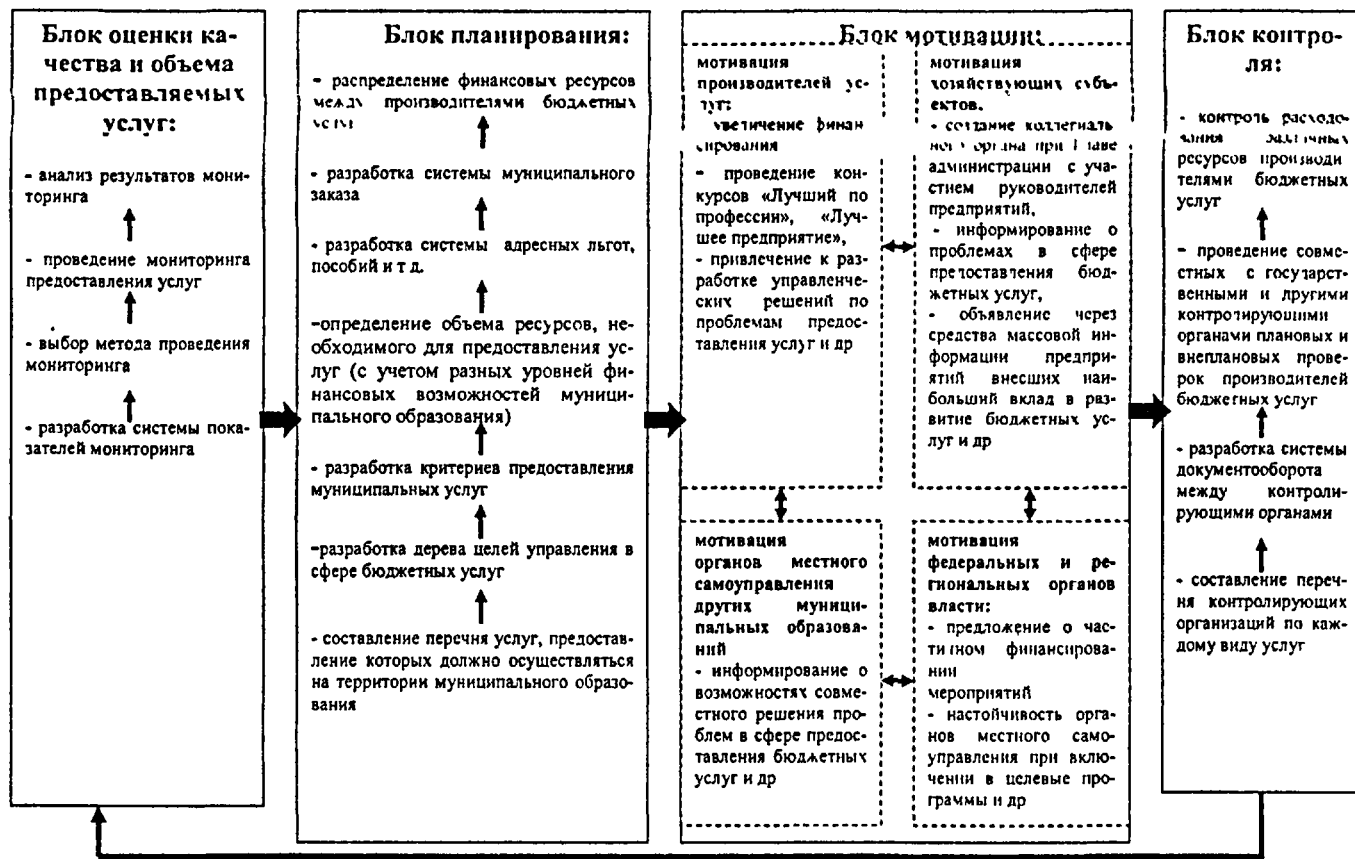 Блок оценки ка-
чества и объема
предоставляемых
услуг:
- анализ результатов мони-
торинга
- проведение мониторинга
предоставления услуг
- выбор метода проведения
мониторинга
- разработка системы пока-
зателей мониторинга
Блок планирования:
- распределение финансовых ресурсов
между производителями бюджетных
- разработка системы муниципального
заказа
- разработка системы адресных льгот,
пособий и т д.
-определение объема ресурсов, не-
обходимого для предоставления ус-
луг (с учетом разных уровней фи-
нансовых возможностей муници-
пального образования)
- разработка критериев предоставления
муниципальных услуг
-разработка дерева целей управления в
сфере бюджетных услуг
- составление перечня услуг, предостав-
ление которых должно осуществляться
на территории муниципального образо-
вания
Блок мотивации:
мотивация
производителей ус-
луг:
- увеличение финан
сирования
- проведение кон-
курсов «Лучший по
профессии», «Луч-
шее предприятие»,
- привлечение к раз-
работке управленче-
ских решений по
проблемам предос-
тавления услуг и др
мотивация
хозяйствующих субъ-
ектов.
- создание коллегиаль
ного органа при Главе
администрации с уча-
стием руководителей
предприятий,
- информирование о
проблемах в сфере
предоставления бюд-
жетных услуг,
- объявление через
средства массовой ин-
формации предпри-
ятий внесших наи-
больший вклад в раз-
витие бюджетных ус-
луг и др
мотивация
органов местного
самоуправления
других муници-
пальных образова-
ний
- информирование о
возможностях совме-
стного решения про-
блем в сфере предос-
тавления бюджетных
услуг и др
мотивация
федеральных и ре-
гиональных органов
власти:
- предложение о час-
тичном финансирова-
нии
мероприятий
- настойчивость орга-
нов местного само-
управления при вклю-
чении в целевые про-
граммы и др
Блок контро-
ля:
- контроль расходо-
вания различных
ресурсов производи
телями бюджетных
услуг
- проведение совме-
стных с государст-
венными и другими
контролирующими
органами плановых и
внеплановых прове-
рок производителей
бюджетных услуг
- разработка системы
документооборота
между контроли-
рующими органами
- составление переч-
ня контролирующих
организаций по каж-
дому виду услуг